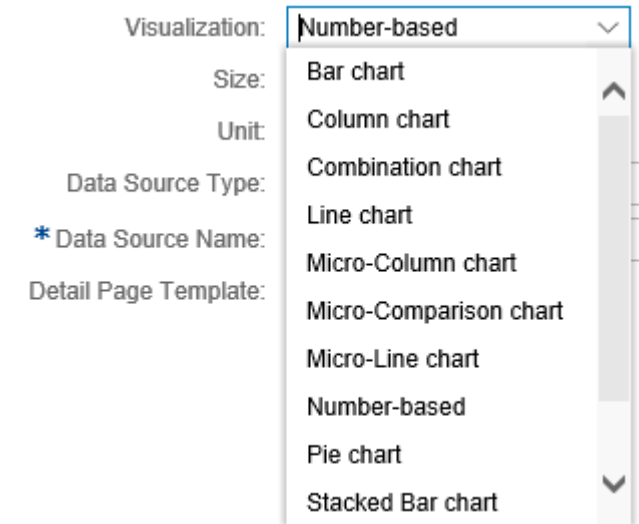 Visualization: Number-based
Size: Bar chart
Unit: Column chart
Data Source Type: Combination chart
* Data Source Name: Line chart
Detail Page Template: Micro-Column chart
Micro-Comparison chart
Micro-Line chart
Number-based
Pie chart
Stacked Bar chart